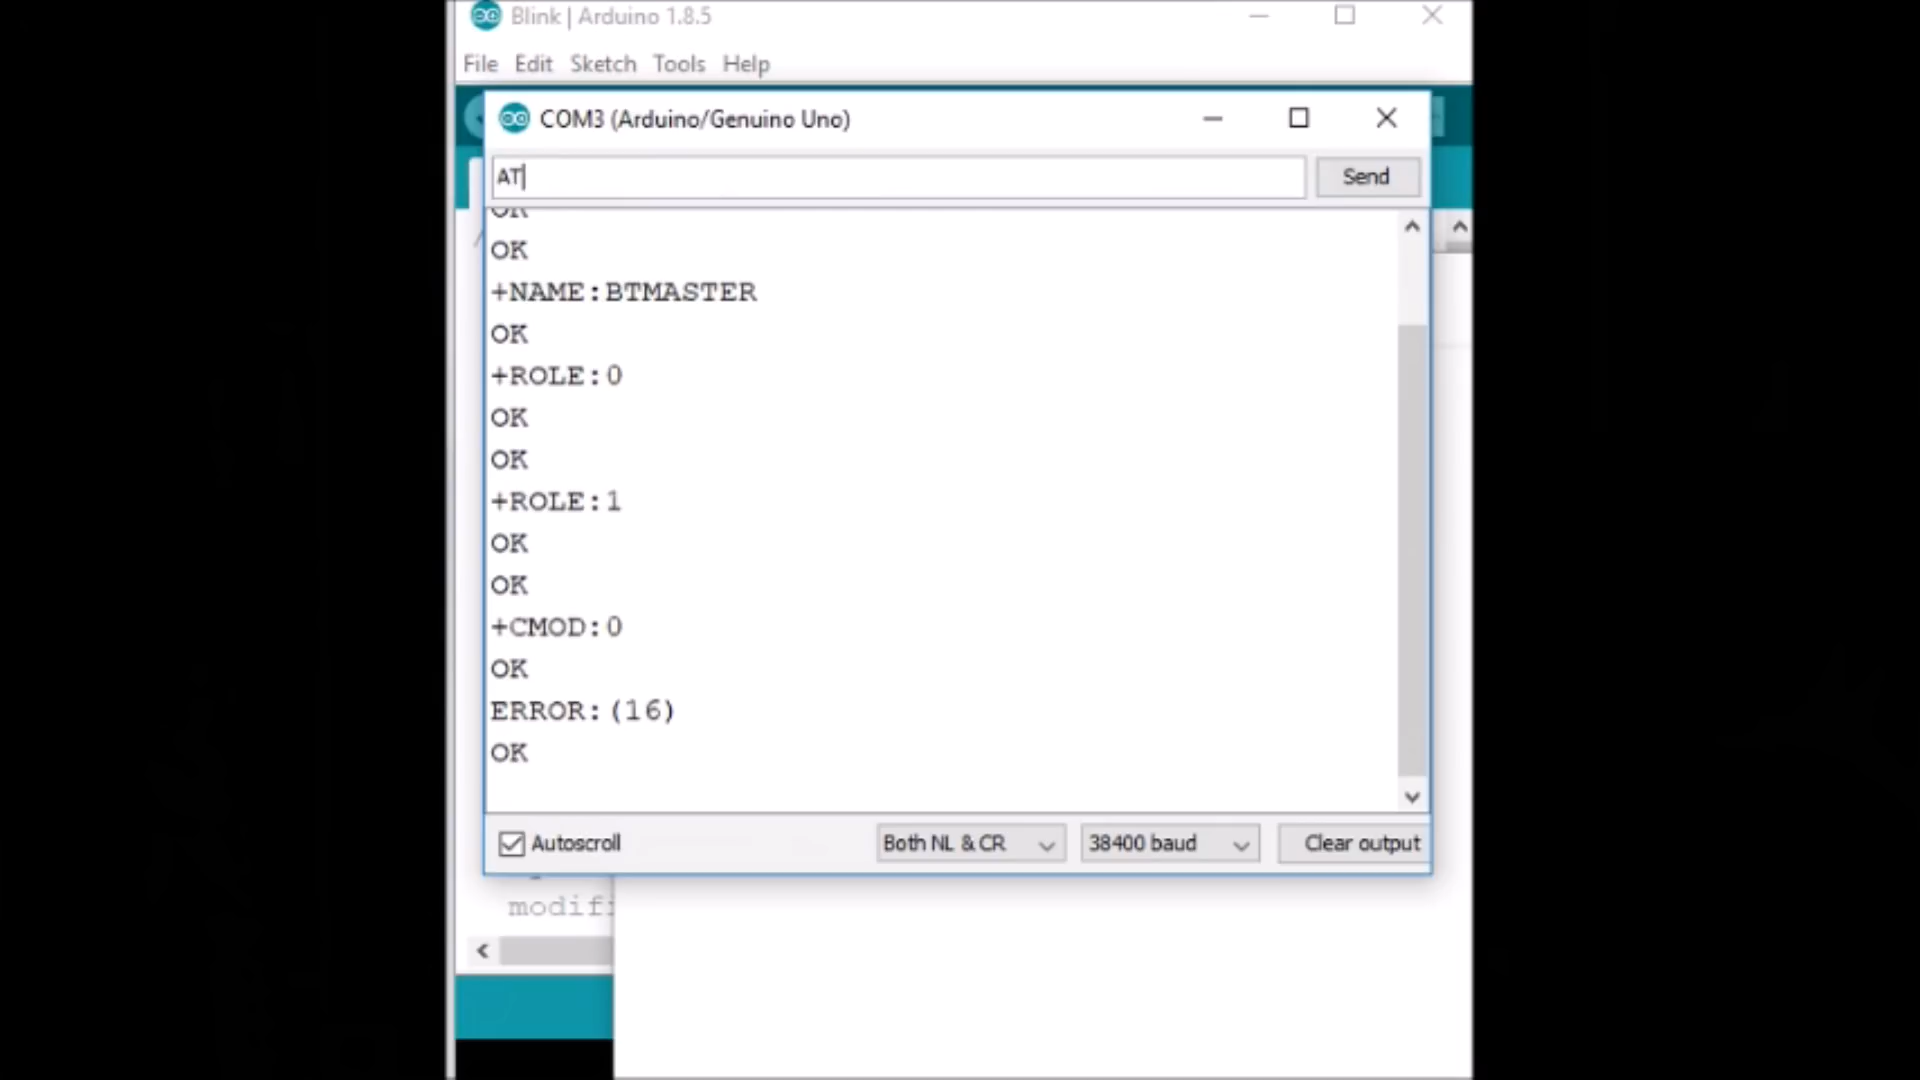 Blink | Arduino 1.8.5
File Edit Sketch Tools Help
COM3 (Arduino/Genuino Uno)
AT
Send
OK
OK
+NAME:BTMASTER
OK
+ROLE:0
OK
OK
+ROLE:1
OK
OK
+CMOD:0
OK
ERROR:(16)
OK
Autoscroll
Both NL & CR
38400 baud
Clear output